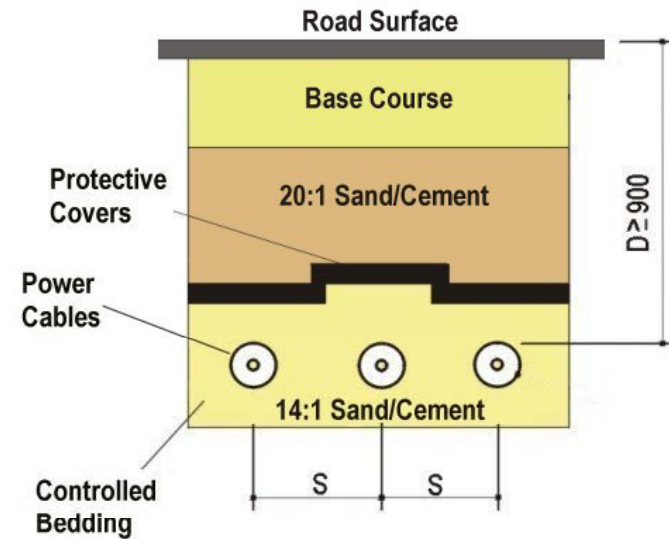 Road Surface
Base Course
Protective
Covers
20:1 Sand/Cement
D≥900
Power
Cables
14:1 Sand/Cement
S
S
Controlled
Bedding